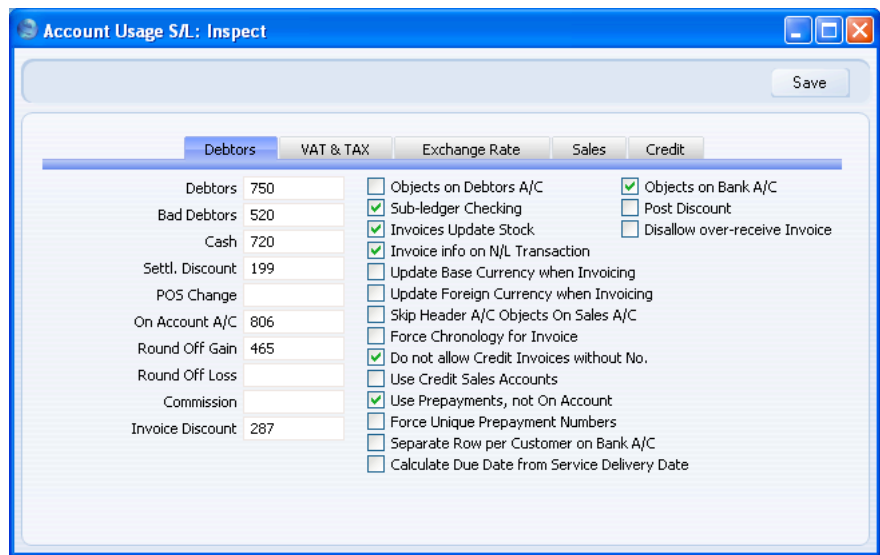 Account Usage S/L: Inspect
Save
Debtors VAT & TAX Exchange Rate Sales Credit
Debtors 750
Bad Debtors 520
Cash 720
Settl. Discount 199
POS Change
On Account A/C 806
Round Off Gain 465
Round Off Loss
Commission
Invoice Discount 287
Objects on Debtors A/C
Sub-ledger Checking
Invoices Update Stock
Invoice info on N/L Transaction
Update Base Currency when Invoicing
Update Foreign Currency when Invoicing
Skip Header A/C Objects On Sales A/C
Force Chronology for Invoice
Do not allow Credit Invoices without No.
Use Credit Sales Accounts
Use Prepayments, not On Account
Force Unique Prepayment Numbers
Separate Row per Customer on Bank A/C
Calculate Due Date from Service Delivery Date
Objects on Bank A/C
Post Discount
Disallow over-receive Invoice